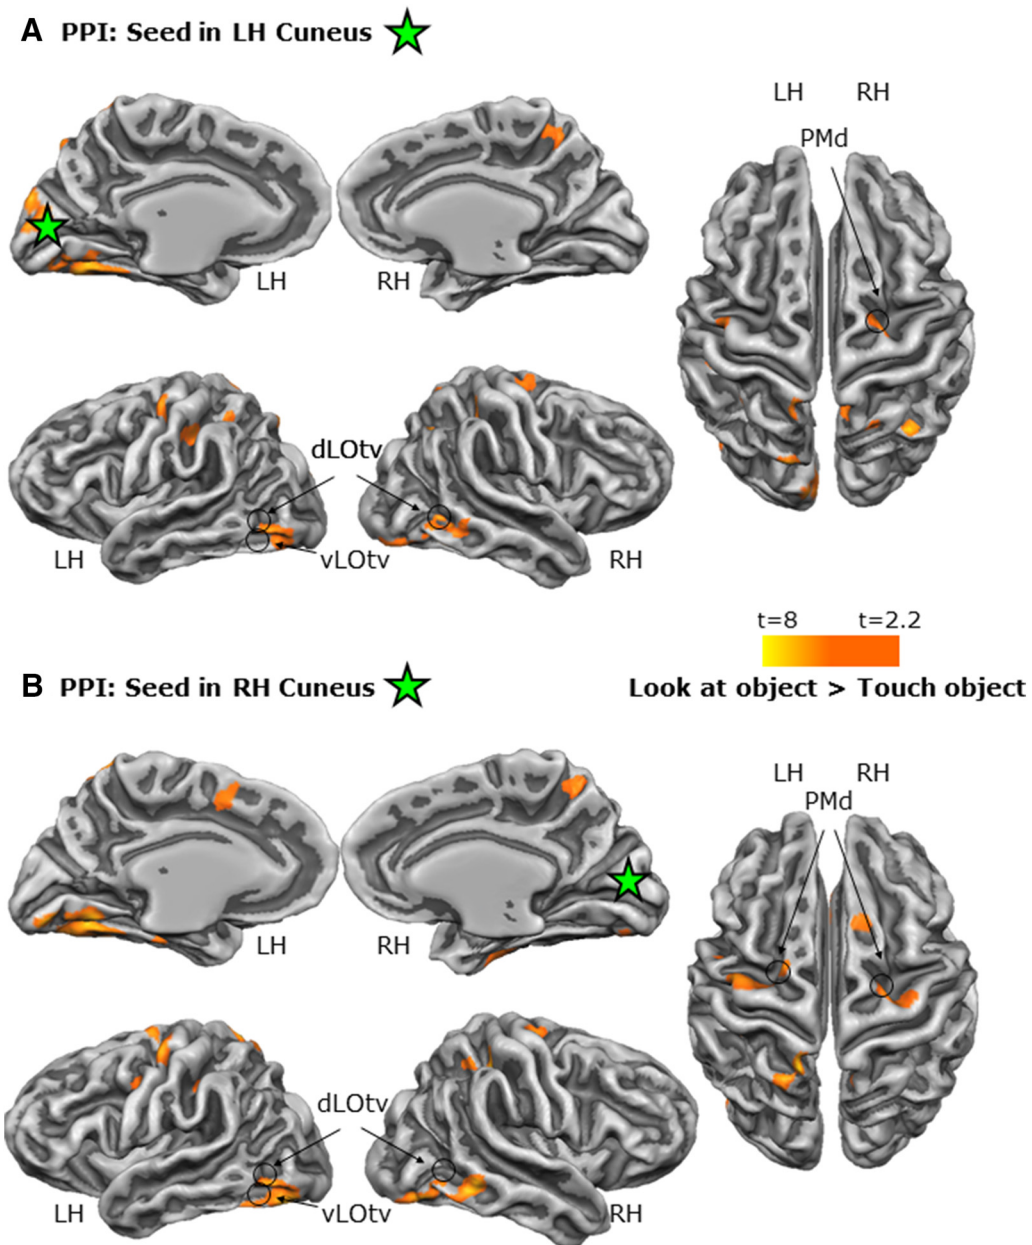 A PPI: Seed in LH Cuneus
LH RH
PMd
LH RH
dLOtv
LH vLOtv RH
t=8 t=2.2
B PPI: Seed in RH Cuneus
Look at object > Touch object
LH RH
PMd
LH RH
dLOtv
LH vLOtv RH